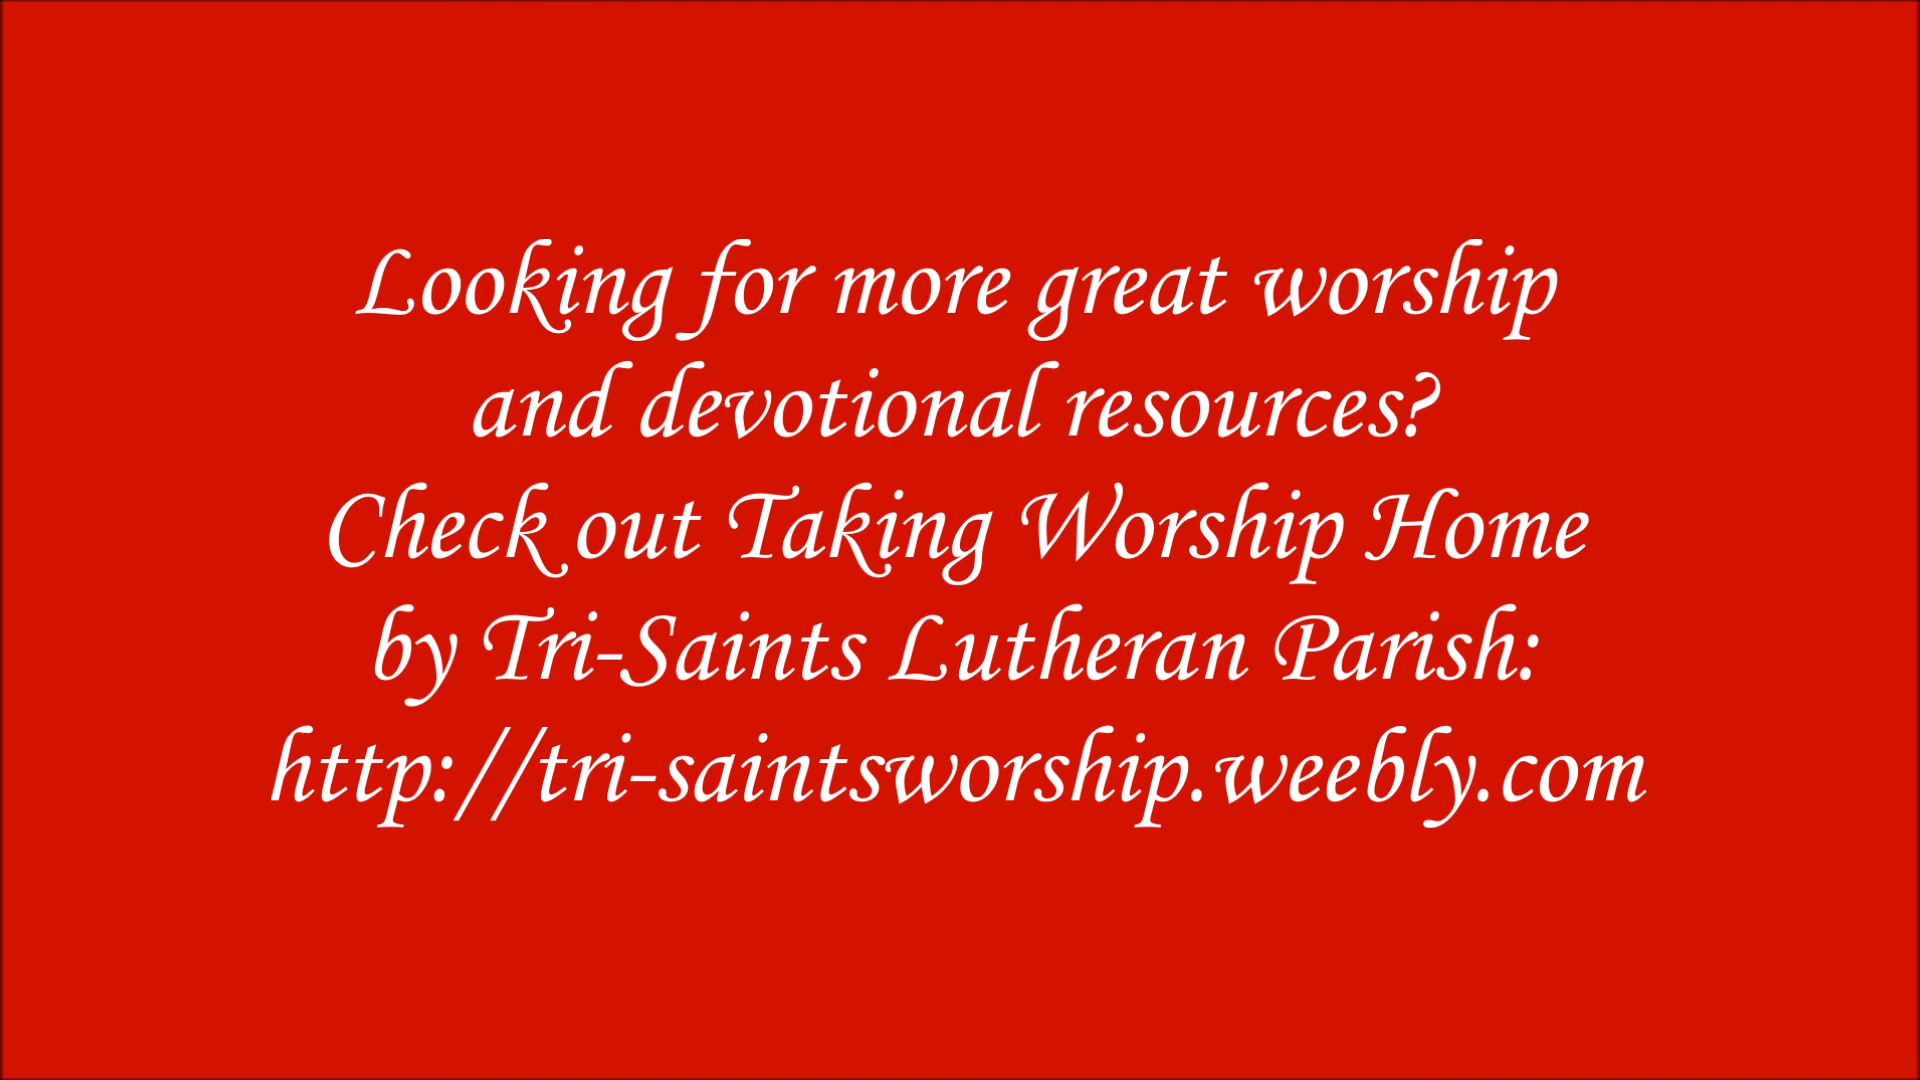 Looking for more great worship
and devotional resources?
Check out Taking Worship Home
by Tri-Saints Lutheran Parish:
http://tri-saintsworship.weebly.com